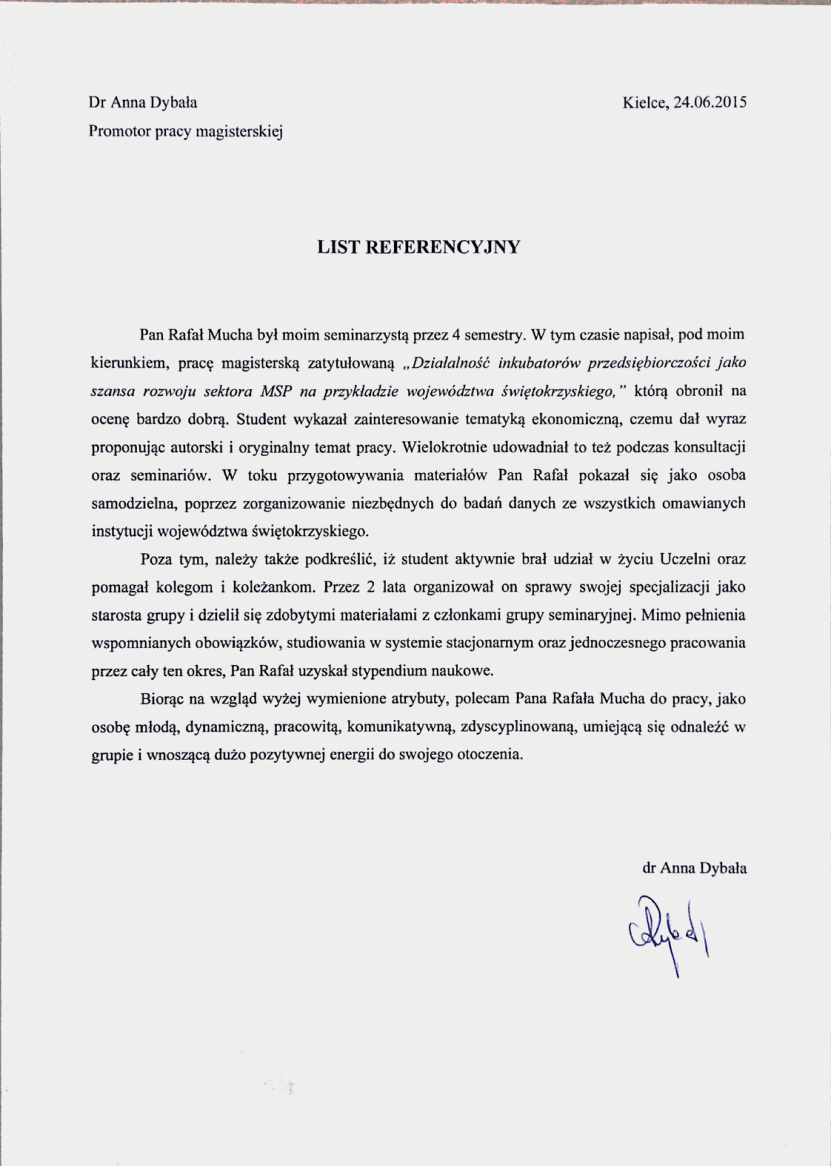 Dr Anna Dybała
Kielce, 24.06.2015
Promotor pracy magisterskiej
LIST REFERENCYJNY
Pan Rafał Mucha był moim seminarzystą przez 4 semestry. W tym czasie napisał, pod moim
kierunkiem, pracę magisterską zatytułowaną „Działalność inkubatorów przedsiębiorczości jako
szansa rozwoju sektora MSP na przykładzie województwa świętokrzyskiego,” którą obronił na
ocenę bardzo dobrą. Student wykazał zainteresowanie tematyką ekonomiczną, czemu dał wyraz
proponując autorski i oryginalny temat pracy. Wielokrotnie udowadniał to też podczas konsultacji
oraz seminariów. W toku przygotowywania materiałów Pan Rafał pokazał się jako osoba
samodzielna, poprzez zorganizowanie niezbędnych do badań danych ze wszystkich omawianych
instytucji województwa świętokrzyskiego.
Poza tym, należy także podkreślić, iż student aktywnie brał udział w życiu Uczelni oraz
pomagał kolegom i koleżankom. Przez 2 lata organizował on sprawy swojej specjalizacji jako
starosta grupy i dzielił się zdobytymi materiałami z członkami grupy seminaryjnej. Mimo pełnienia
wspomnianych obowiązków, studiowania w systemie stacjonarnym oraz jednoczesnego pracowania
przez cały ten okres, Pan Rafał uzyskał stypendium naukowe.
Biorąc na wzgląd wyżej wymienione atrybuty, polecam Pana Rafała Mucha do pracy, jako
osobę młodą, dynamiczną, pracowitą, komunikatywną, zdyscyplinowaną, umiejącą się odnaleźć w
grupie i wnoszącą dużo pozytywnej energii do swojego otoczenia.
dr Anna Dybała